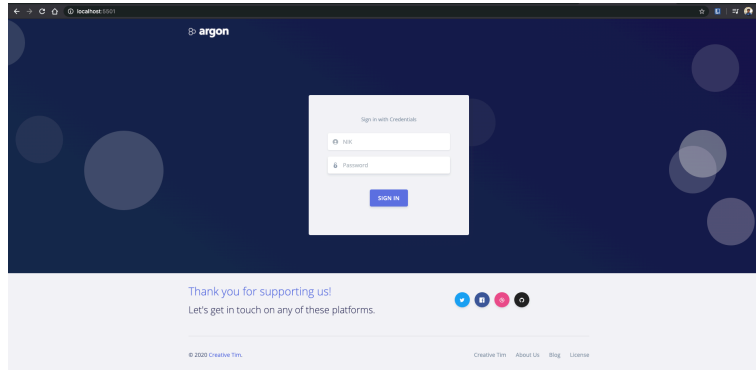 localhost:5501
argon
Sign in with Credentials
NIK
Password
SIGN IN
Thank you for supporting us!
Let's get in touch on any of these platforms.
© 2020 Creative Tim.
Creative Tim About Us Blog License